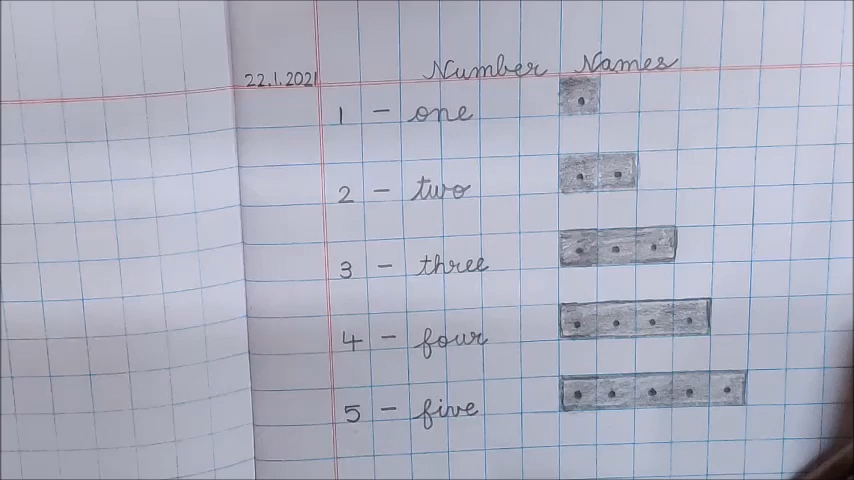 22.1.2021 Number Names
1 - one
2 - two
3 - three
4 - four
5 - five